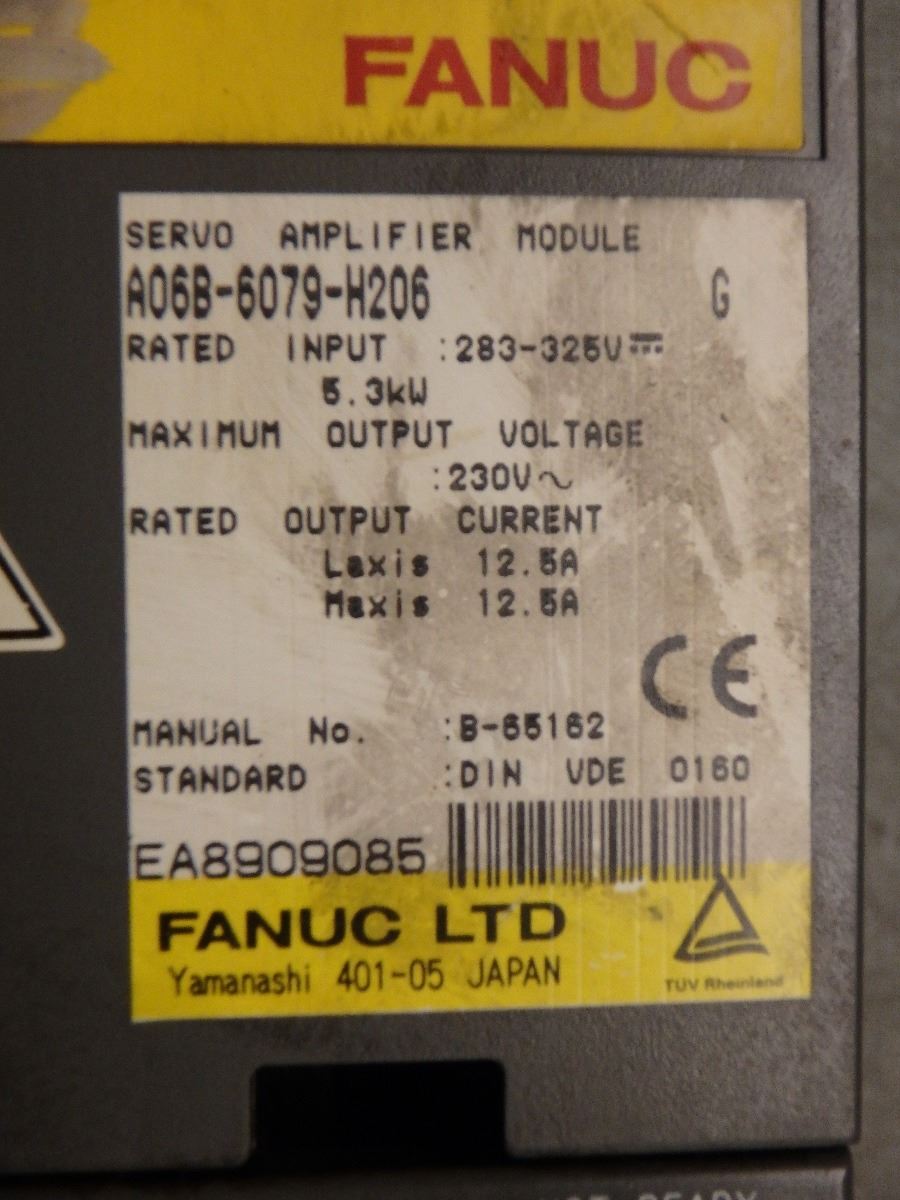 FANUC
SERVO AMPLIFIER MODULE
A06B-6079-H206 G
RATED INPUT :283-325V⎓
5.3kW
MAXIMUM OUTPUT VOLTAGE
:230V~
RATED OUTPUT CURRENT
Laxis 12.5A
Maxis 12.5A
CE
MANUAL No. :B-65162
STANDARD :DIN VDE 0160
EA8909085
FANUC LTD
Yamanashi 401-05 JAPAN
TÜV Rheinland